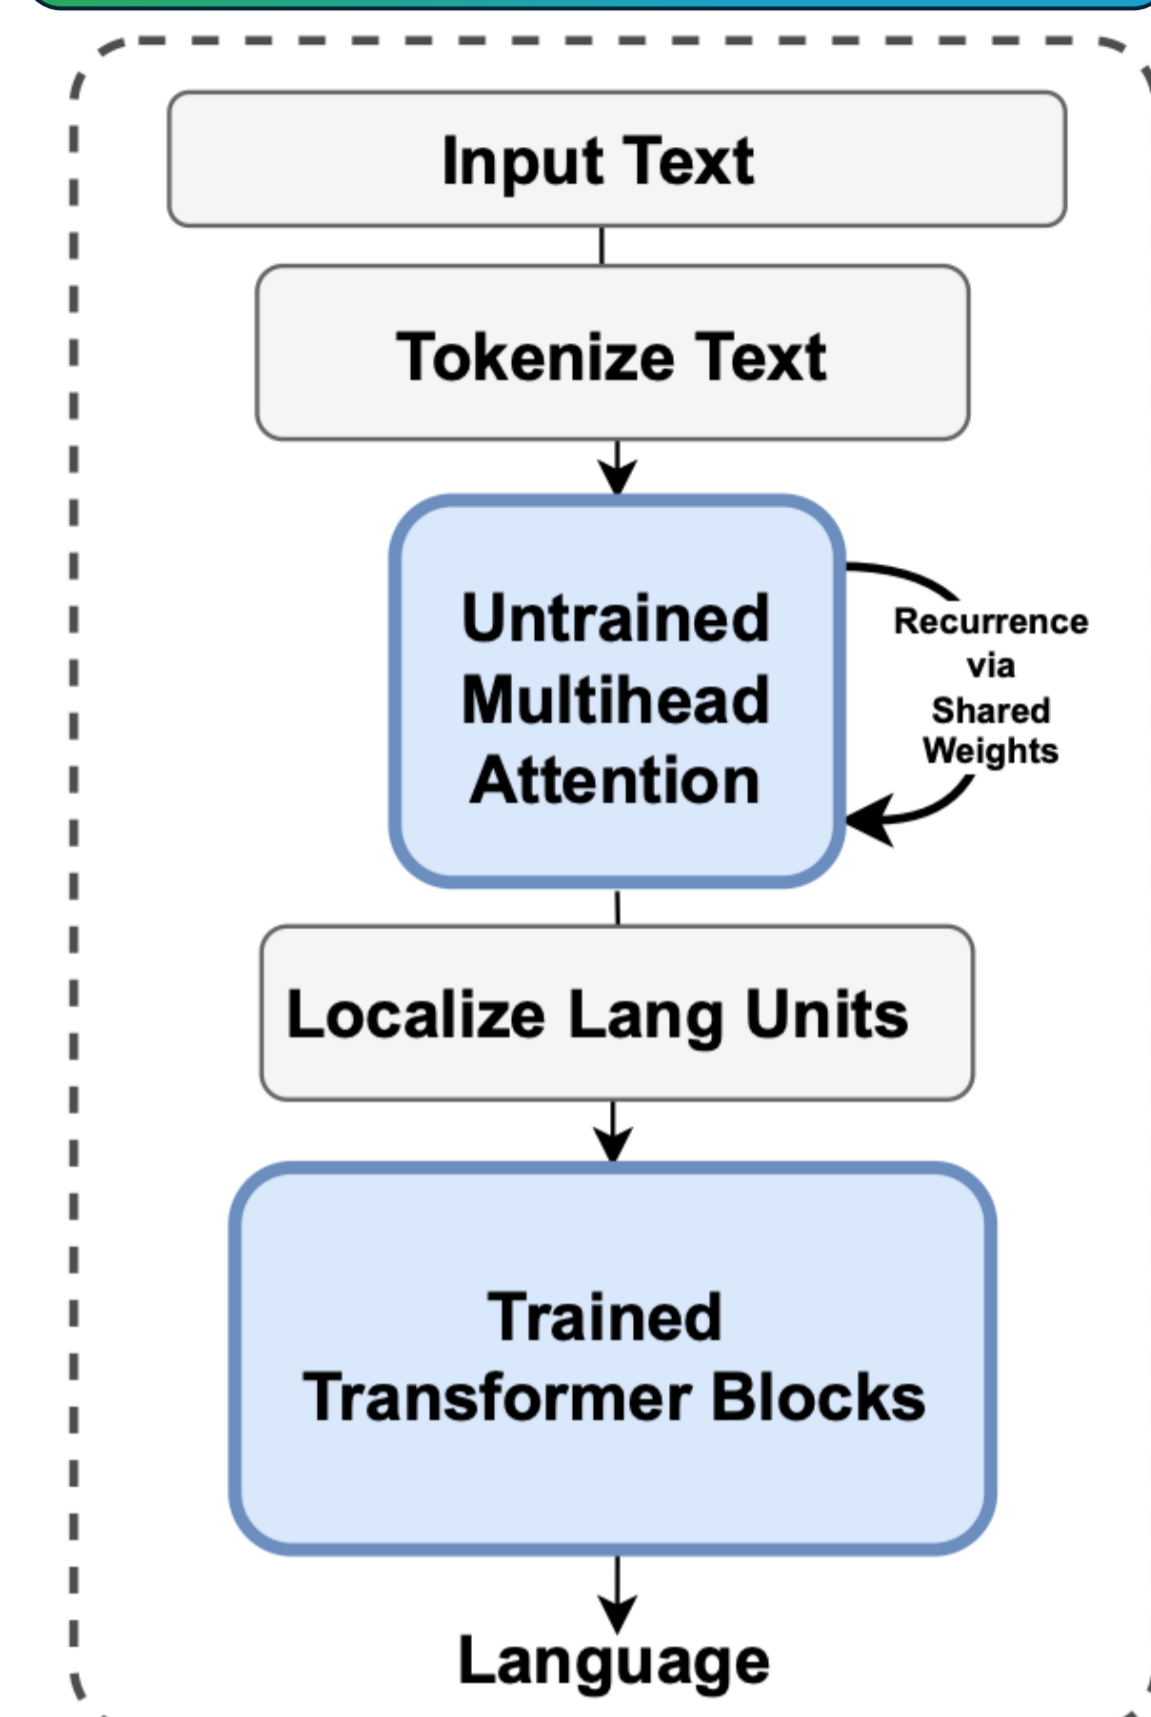 Input Text
Tokenize Text
Untrained
Multihead
Attention
Recurrence
via
Shared
Weights
Localize Lang Units
Trained
Transformer Blocks
Language